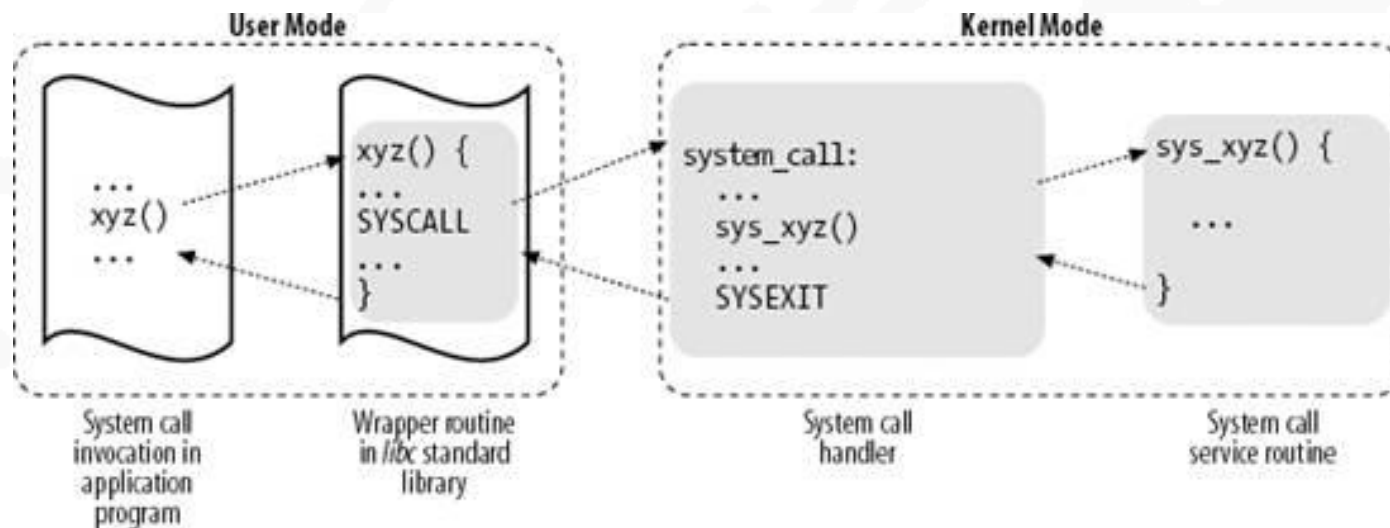 User Mode
Kernel Mode
...
xyz()
...
xyz() {
...
SYSCALL
...
}
system_call:
...
sys_xyz()
...
SYSEXIT
sys_xyz() {
...
}
System call
invocation in
application
program
Wrapper routine
in libc standard
library
System call
handler
System call
service routine